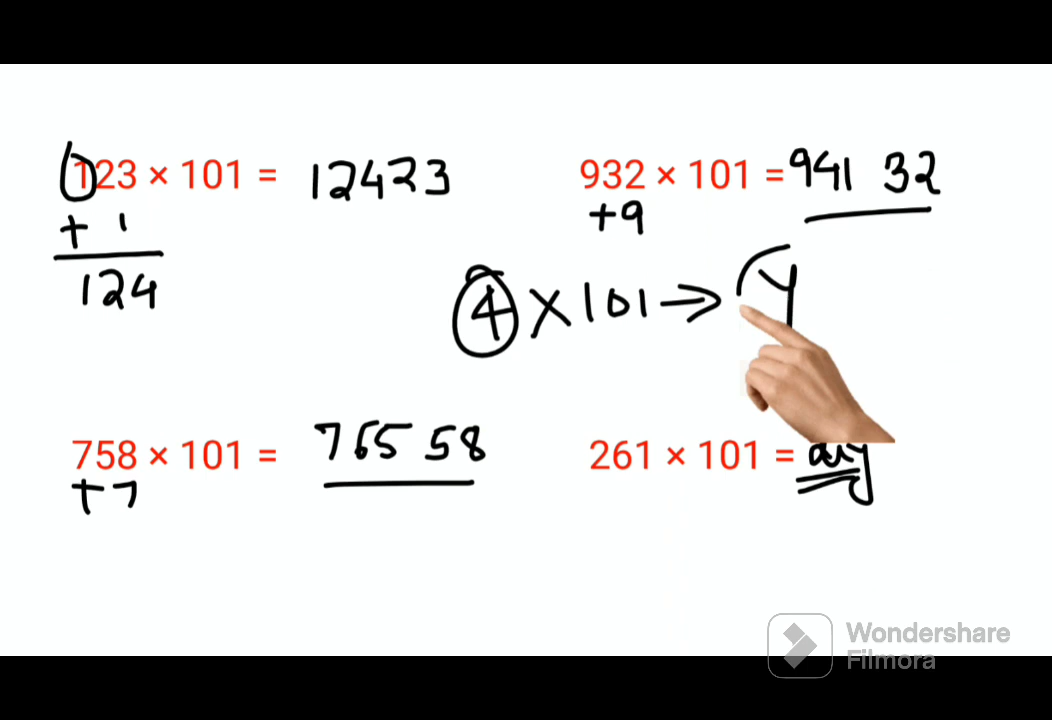 123 × 101 = 12423
+ 1
124
932 × 101 = 941 32
+9
4 × 101 →
758 × 101 = 765 58
+7
261 × 101 =
Wondershare
Filmora